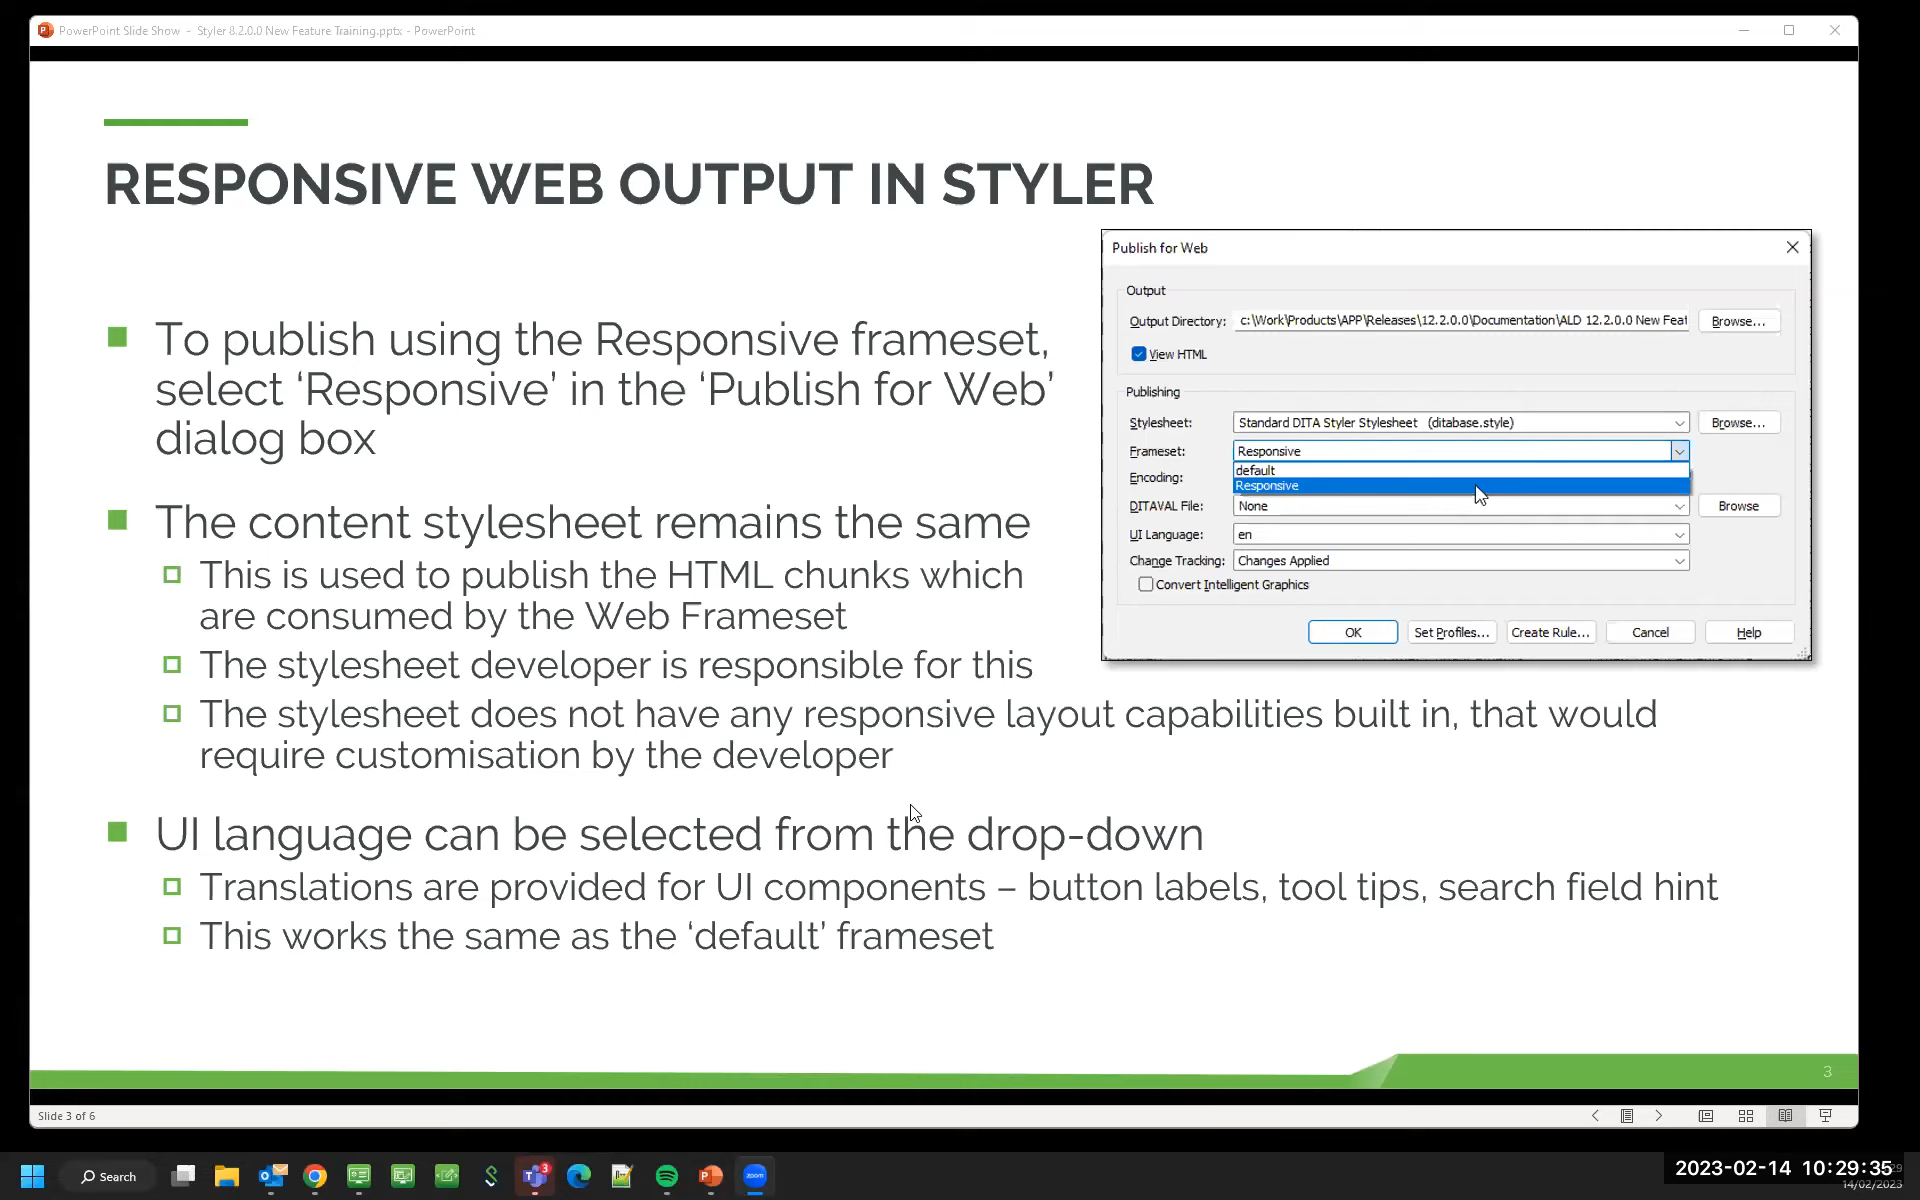 PowerPoint Slide Show - Styler 8.2.0.0 New Feature Training.pptx - PowerPoint
RESPONSIVE WEB OUTPUT IN STYLER
To publish using the Responsive frameset,
select ‘Responsive’ in the ‘Publish for Web’
dialog box
The content stylesheet remains the same
This is used to publish the HTML chunks which
are consumed by the Web Frameset
The stylesheet developer is responsible for this
The stylesheet does not have any responsive layout capabilities built in, that would
require customisation by the developer
UI language can be selected from the drop-down
Translations are provided for UI components – button labels, tool tips, search field hint
This works the same as the ‘default’ frameset
Publish for Web
Output
Output Directory: c:\Work\Products\APP\Releases\12.2.0.0\Documentation\ALD 12.2.0.0 New Feat Browse...
View HTML
Publishing
Stylesheet: Standard DITA Styler Stylesheet (ditabase.style) Browse...
Frameset: Responsive
default
Encoding: Responsive
DITAVAL File: None Browse
UI Language: en
Change Tracking: Changes Applied
Convert Intelligent Graphics
OK Set Profiles... Create Rule... Cancel Help
3
Slide 3 of 6
Search
3
zoom
2023-02-14 10:29:35
14/02/2023